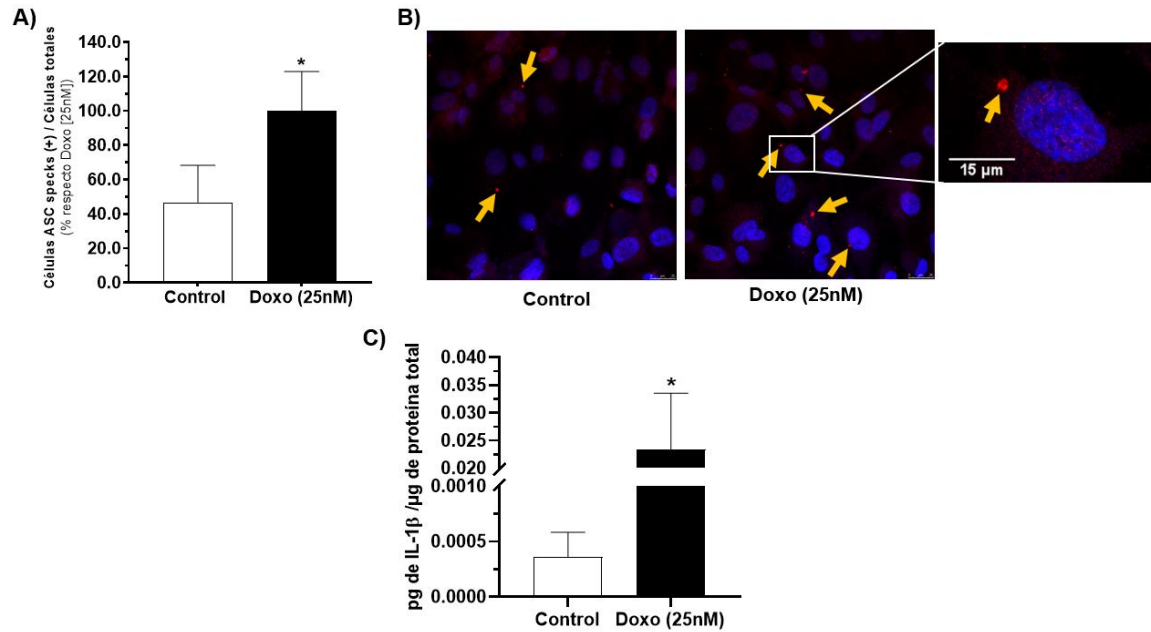 A)
Células ASC specks (+) / Células totales
(% respecto Doxo [25nM])
140.0
120.0
100.0
80.0
60.0
40.0
20.0
0.0
*
Control
Doxo (25nM)
B)
15 µm
Control
Doxo (25nM)
C)
pg de IL-1β /µg de proteina total
0.040
0.035
0.030
0.025
0.020
0.0010
0.0005
0.0000
*
Control
Doxo (25nM)